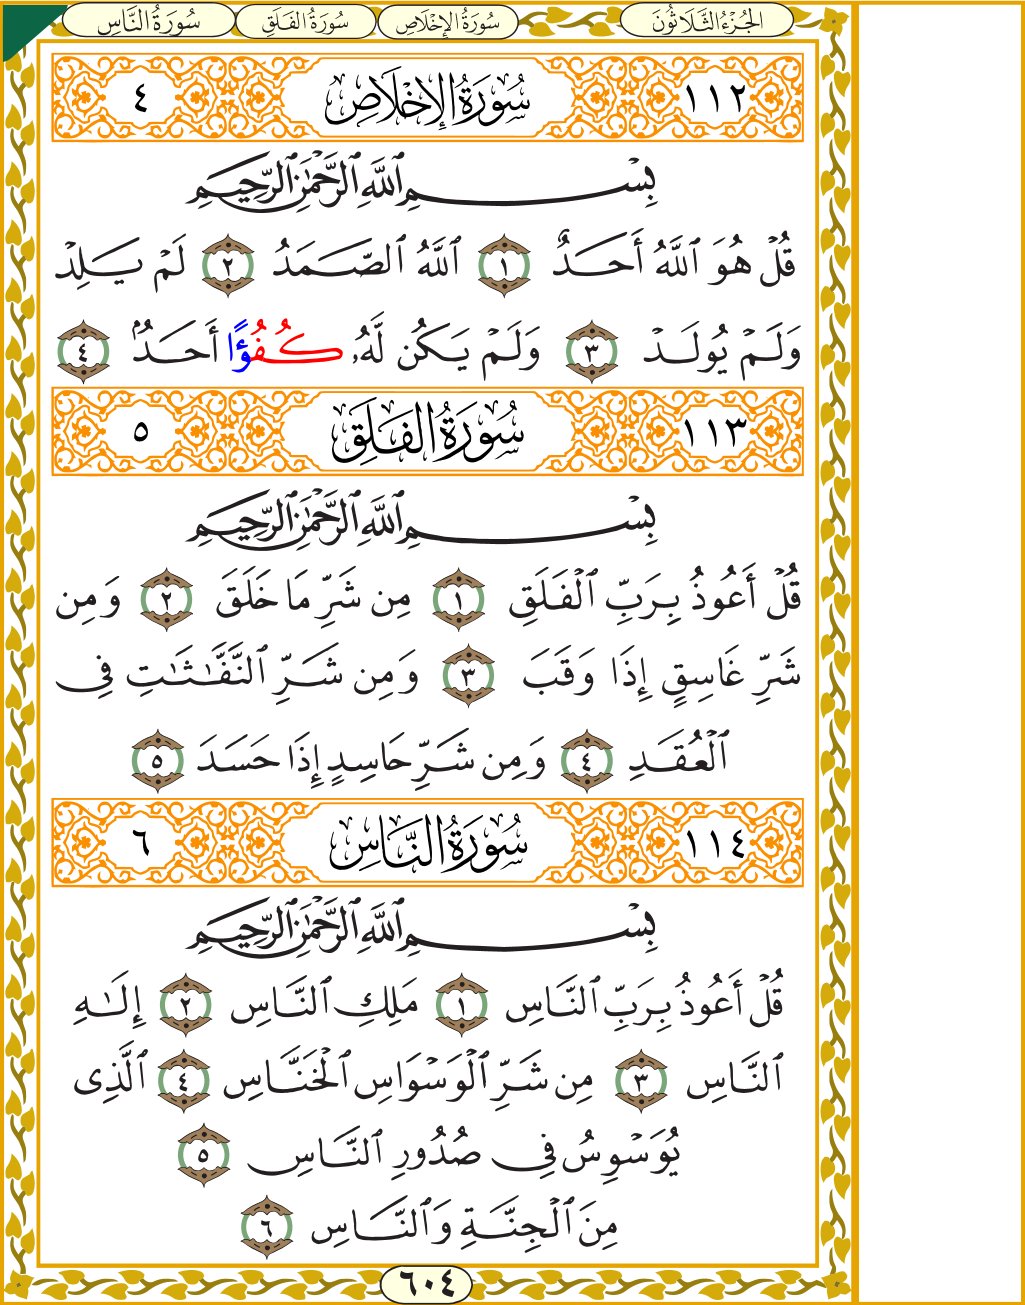 الجُزْءُ الثَّلَاثُونَ سُورَةُ الإِخْلَاصِ سُورَةُ الفَلَقِ سُورَةُ النَّاسِ
١١٢ سُورَةُ الإِخْلَاصِ ٤
بِسْمِ ٱللَّهِ ٱلرَّحْمَٰنِ ٱلرَّحِيمِ
قُلْ هُوَ ٱللَّهُ أَحَدٌ ١ ٱللَّهُ ٱلصَّمَدُ ٢ لَمْ يَلِدْ
وَلَمْ يُولَدْ ٣ وَلَمْ يَكُن لَّهُۥ كُفُؤًا أَحَدٌۢ ٤
١١٣ سُورَةُ الفَلَقِ ٥
بِسْمِ ٱللَّهِ ٱلرَّحْمَٰنِ ٱلرَّحِيمِ
قُلْ أَعُوذُ بِرَبِّ ٱلْفَلَقِ ١ مِن شَرِّ مَا خَلَقَ ٢ وَمِن
شَرِّ غَاسِقٍ إِذَا وَقَبَ ٣ وَمِن شَرِّ ٱلنَّفَّٰثَٰتِ فِى
ٱلْعُقَدِ ٤ وَمِن شَرِّ حَاسِدٍ إِذَا حَسَدَ ٥
١١٤ سُورَةُ النَّاسِ ٦
بِسْمِ ٱللَّهِ ٱلرَّحْمَٰنِ ٱلرَّحِيمِ
قُلْ أَعُوذُ بِرَبِّ ٱلنَّاسِ ١ مَلِكِ ٱلنَّاسِ ٢ إِلَٰهِ
ٱلنَّاسِ ٣ مِن شَرِّ ٱلْوَسْوَاسِ ٱلْخَنَّاسِ ٤ ٱلَّذِى
يُوَسْوِسُ فِى صُدُورِ ٱلنَّاسِ ٥
مِنَ ٱلْجِنَّةِ وَٱلنَّاسِ ٦
٦٠٤